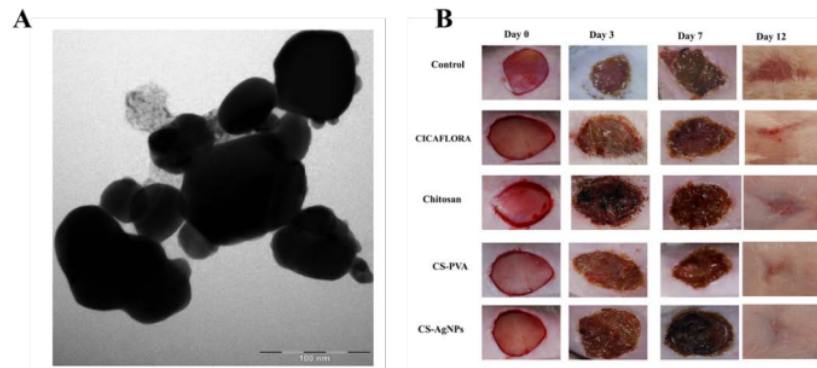 A
100 nm
B
Day 0 Day 3 Day 7 Day 12
Control
CICAFLORA
Chitosan
CS-PVA
CS-AgNPs